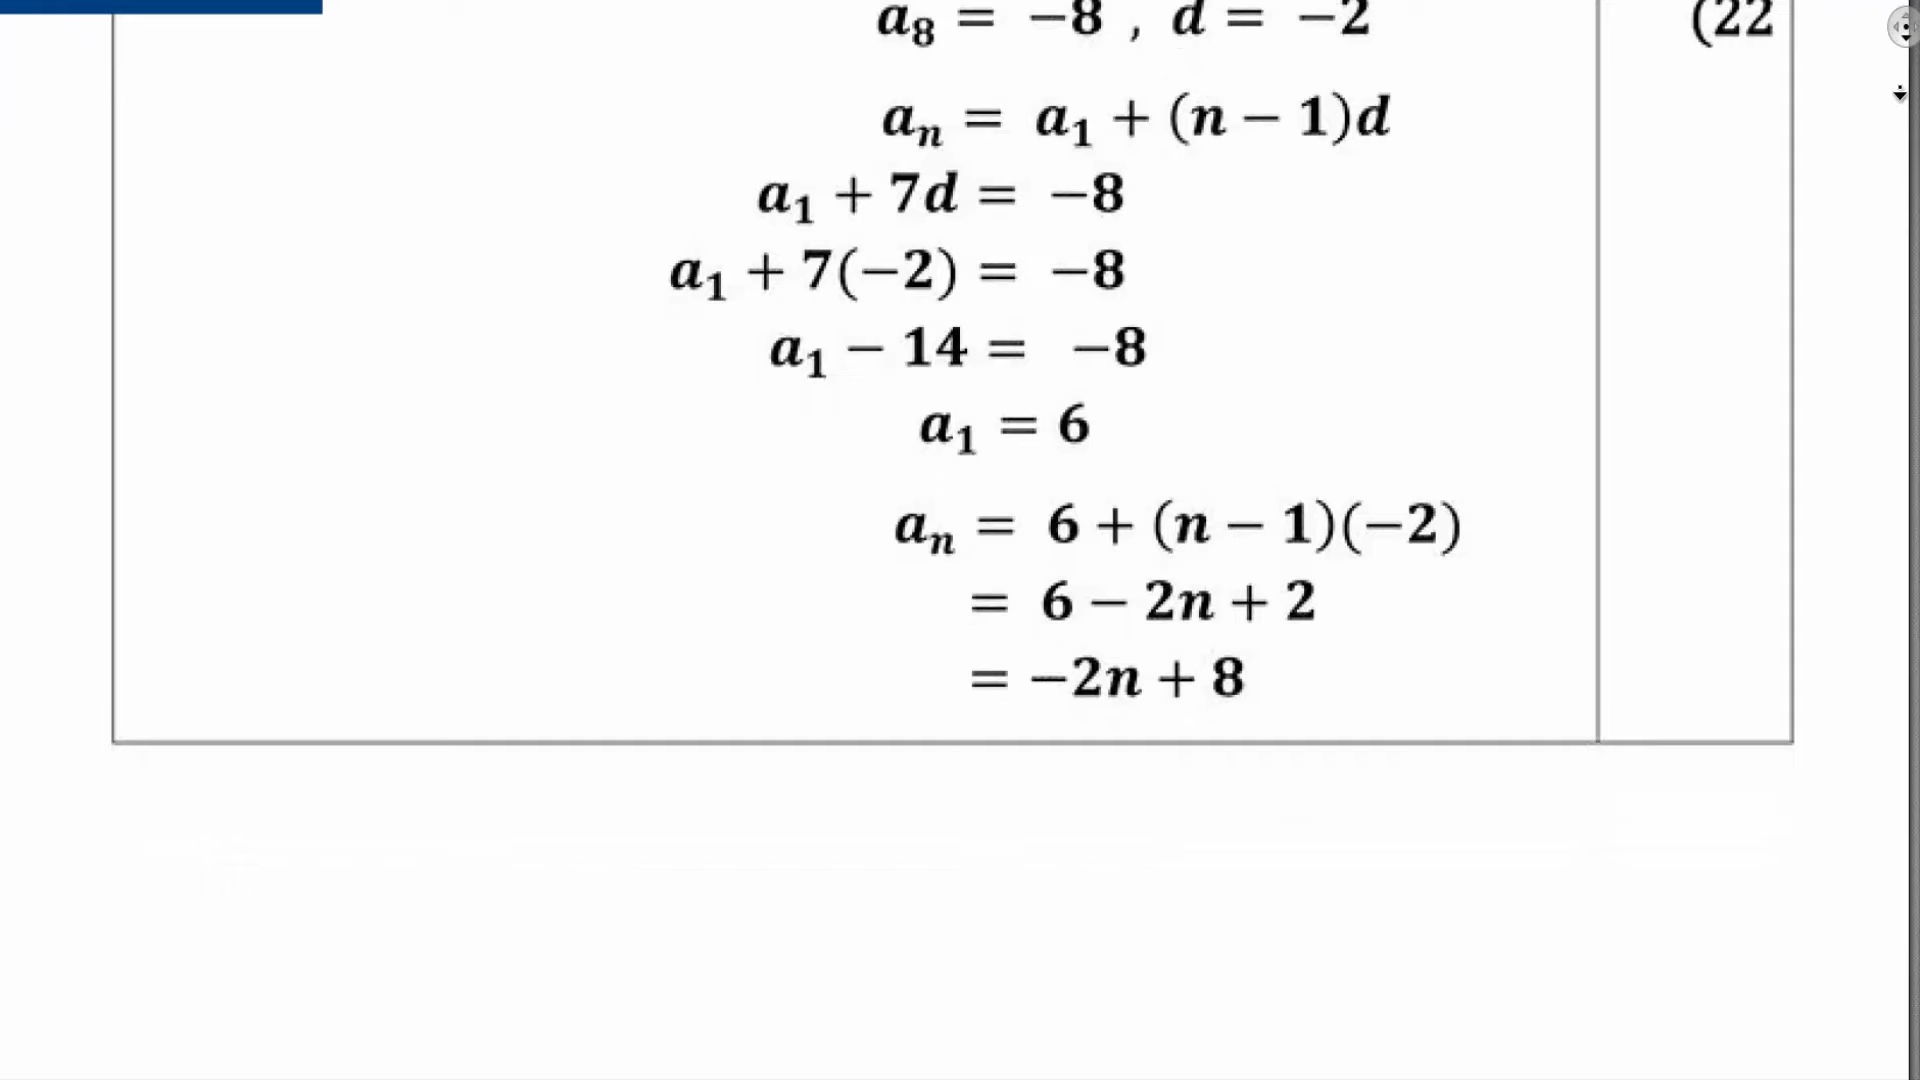 a₈ = −8 , d = −2 (22
aₙ = a₁ + (n − 1)d
a₁ + 7d = −8
a₁ + 7(−2) = −8
a₁ − 14 = −8
a₁ = 6
aₙ = 6 + (n − 1)(−2)
= 6 − 2n + 2
= −2n + 8